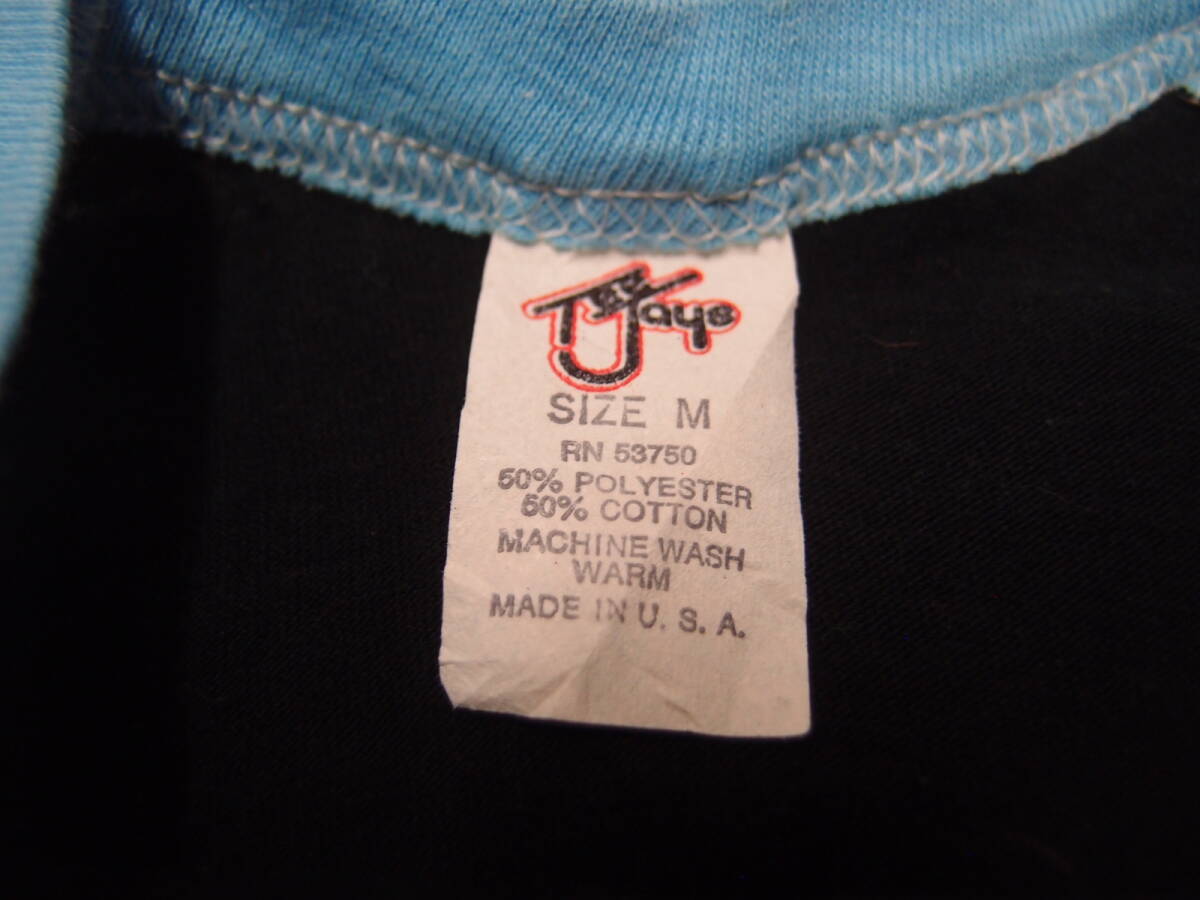 Tee Jays
SIZE M
RN 53750
50% POLYESTER
50% COTTON
MACHINE WASH
WARM
MADE IN U. S. A.